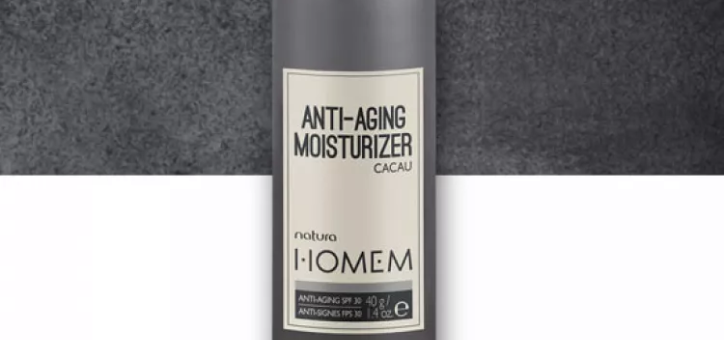 ANTI-AGING
MOISTURIZER
CACAU
natura
HOMEM
ANTI-AGING SPF 30
ANTI-SIGNES FPS 30
40 g /
1.4 oz. ℮